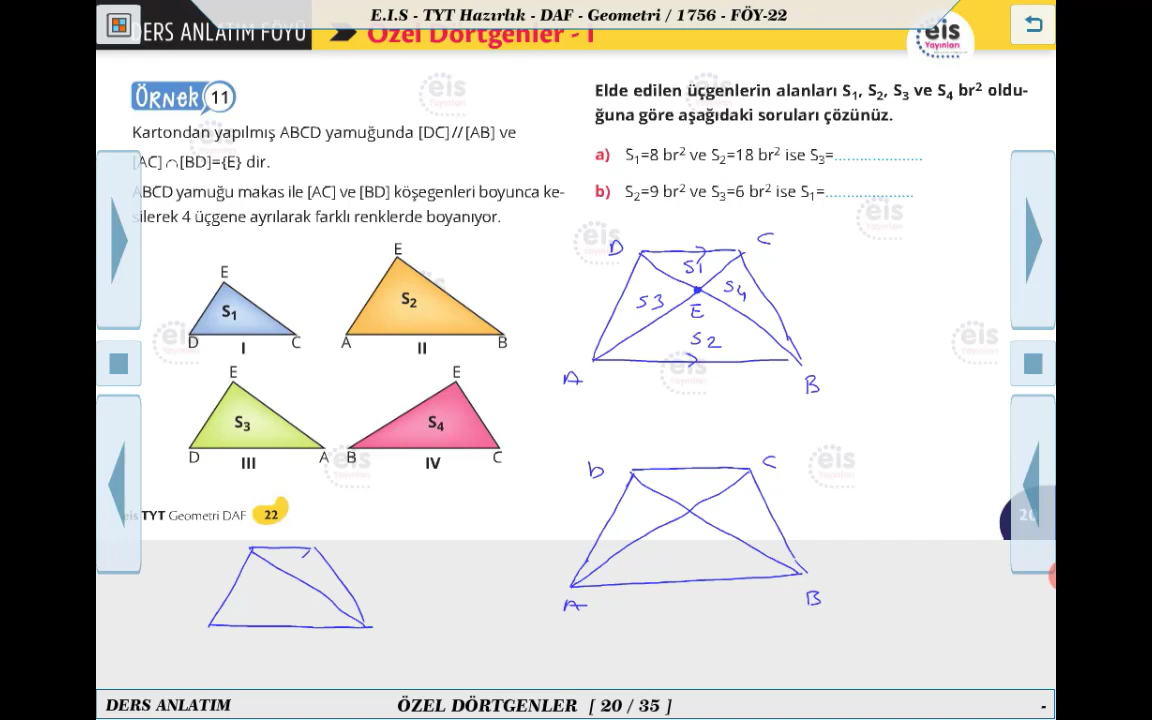 E.I.S - TYT Hazırlık - DAF - Geometri / 1756 - FÖY-22
DERS ANLATIM FÖYÜ
Özel Dörtgenler - I
eis
Yayınları
ÖRNEK 11
Kartondan yapılmış ABCD yamuğunda [DC]//[AB] ve
[AC]∩[BD]={E} dir.
ABCD yamuğu makas ile [AC] ve [BD] köşegenleri boyunca ke-
silerek 4 üçgene ayrılarak farklı renklerde boyanıyor.
E
S1
D C
I
E
S2
A B
II
E
S3
D A
III
E
S4
B C
IV
eis TYT Geometri DAF 22
Elde edilen üçgenlerin alanları S1, S2, S3 ve S4 br² oldu-
ğuna göre aşağıdaki soruları çözünüz.
a) S1=8 br² ve S2=18 br² ise S3=......................
b) S2=9 br² ve S3=6 br² ise S1=......................
D C
S1
S3 S4
E
S2
A B
b C
A B
20
DERS ANLATIM
ÖZEL DÖRTGENLER [ 20 / 35 ]
-